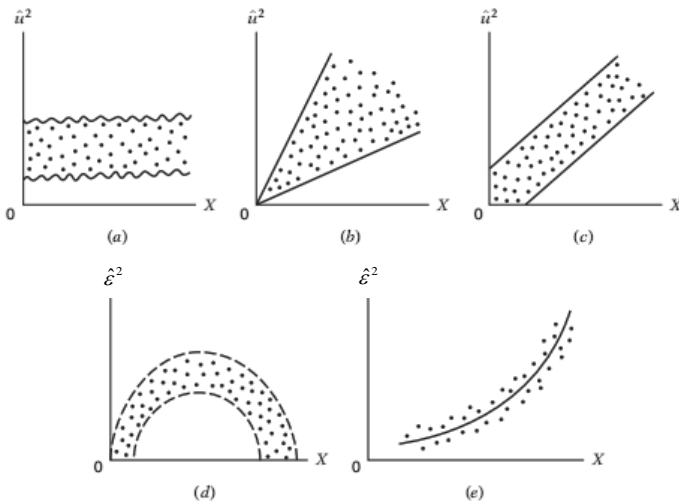 û² û² û²
0 X 0 X 0 X
(a) (b) (c)
ε̂² ε̂²
0 X 0 X
(d) (e)